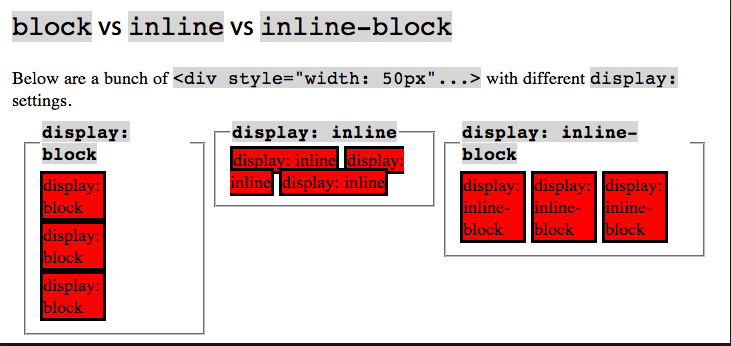 block vs inline vs inline-block
Below are a bunch of <div style="width: 50px"...> with different display:
settings.
display:
block
display:
block
display:
block
display:
block
display: inline
display: inline display:
inline display: inline
display: inline-
block
display: display: display:
inline- inline- inline-
block block block